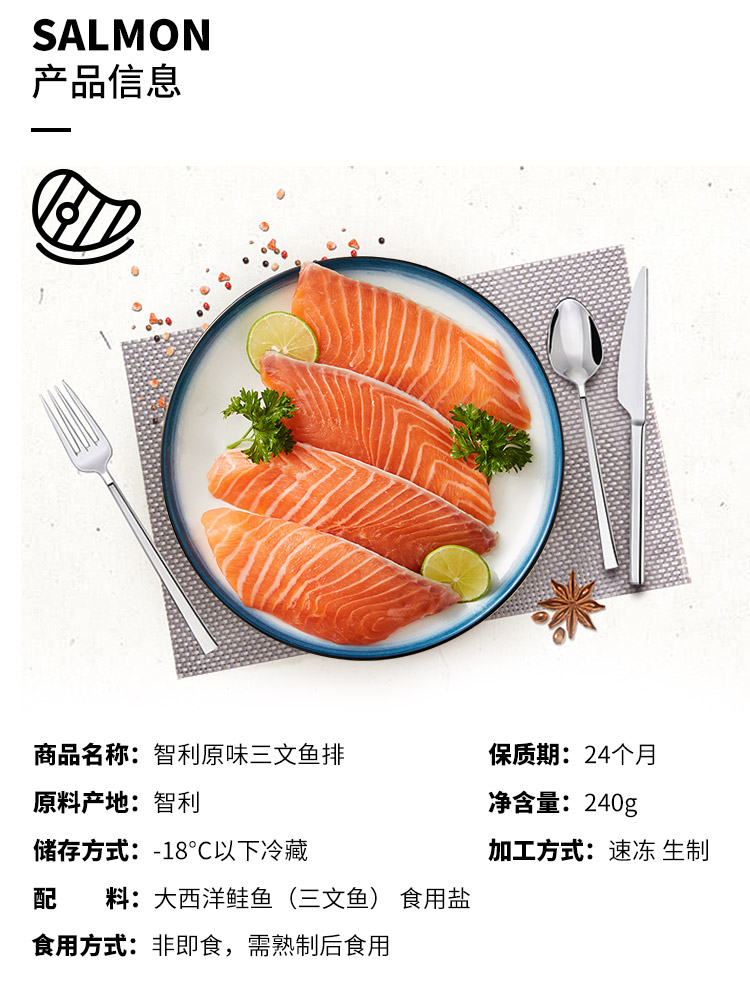 SALMON
产品信息
商品名称：智利原味三文鱼排
保质期：24个月
原料产地：智利
净含量：240g
储存方式：-18°C以下冷藏
加工方式：速冻 生制
配　　料：大西洋鲑鱼（三文鱼） 食用盐
食用方式：非即食，需熟制后食用